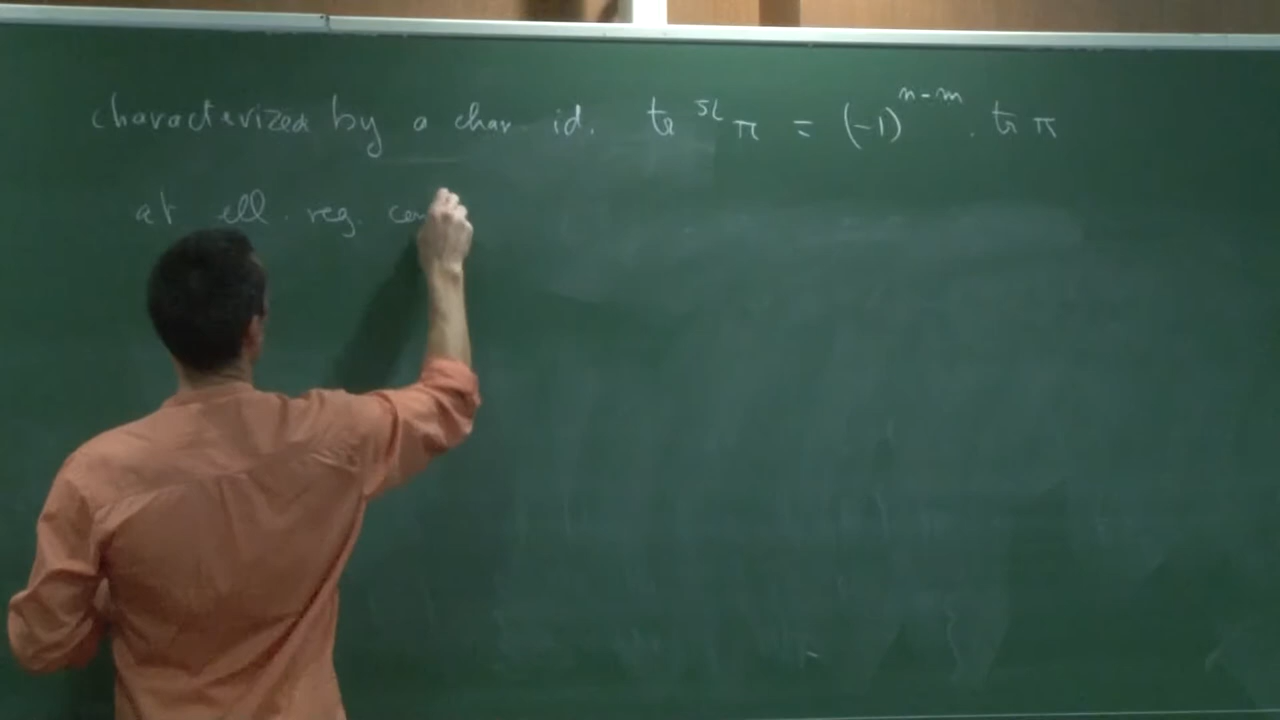 characterized by a char. id. tr ^{JL}π = (-1)^{n-m} . tr π
at ell. reg.